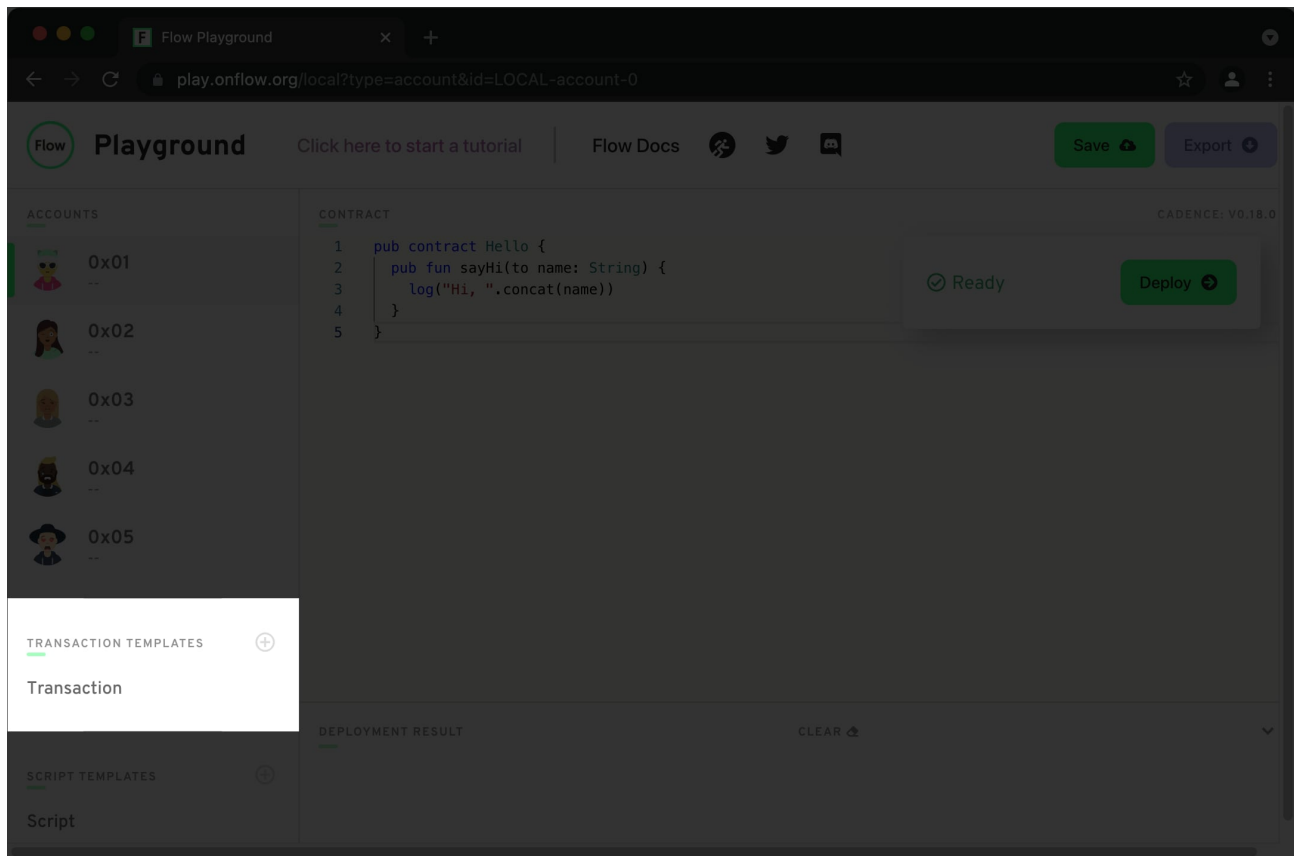 F Flow Playground
play.onflow.org/local?type=account&id=LOCAL-account-0
Flow Playground Click here to start a tutorial Flow Docs Save Export
ACCOUNTS
0x01
--
0x02
--
0x03
--
0x04
--
0x05
--
TRANSACTION TEMPLATES
Transaction
SCRIPT TEMPLATES
Script
CONTRACT CADENCE: V0.18.0
1 pub contract Hello {
2 pub fun sayHi(to name: String) {
3 log("Hi, ".concat(name))
4 }
5 }
Ready Deploy
DEPLOYMENT RESULT CLEAR